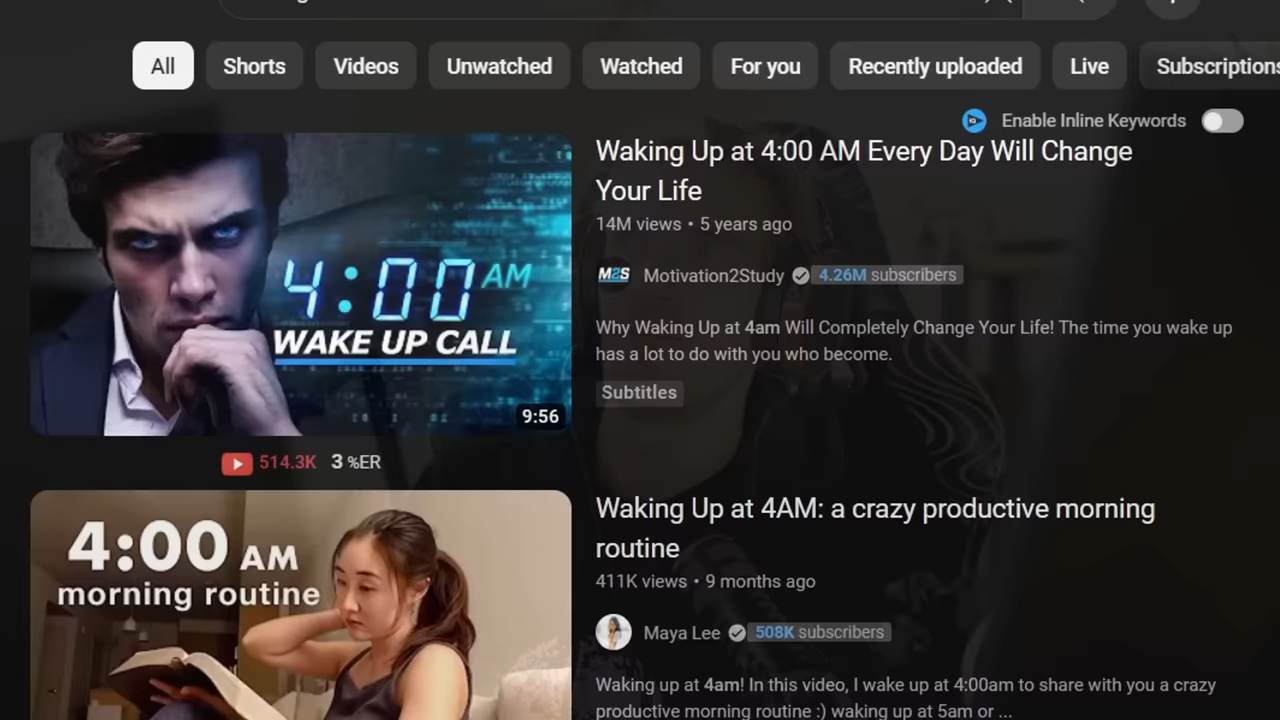 All
Shorts
Videos
Unwatched
Watched
For you
Recently uploaded
Live
Subscriptions
Enable Inline Keywords
4:00 AM
WAKE UP CALL
9:56
Waking Up at 4:00 AM Every Day Will Change
Your Life
14M views • 5 years ago
M2S Motivation2Study 4.26M subscribers
Why Waking Up at 4am Will Completely Change Your Life! The time you wake up
has a lot to do with you who become.
Subtitles
514.3K 3 %ER
4:00 AM
morning routine
Waking Up at 4AM: a crazy productive morning
routine
411K views • 9 months ago
Maya Lee 508K subscribers
Waking up at 4am! In this video, I wake up at 4:00am to share with you a crazy
productive morning routine :) waking up at 5am or ...